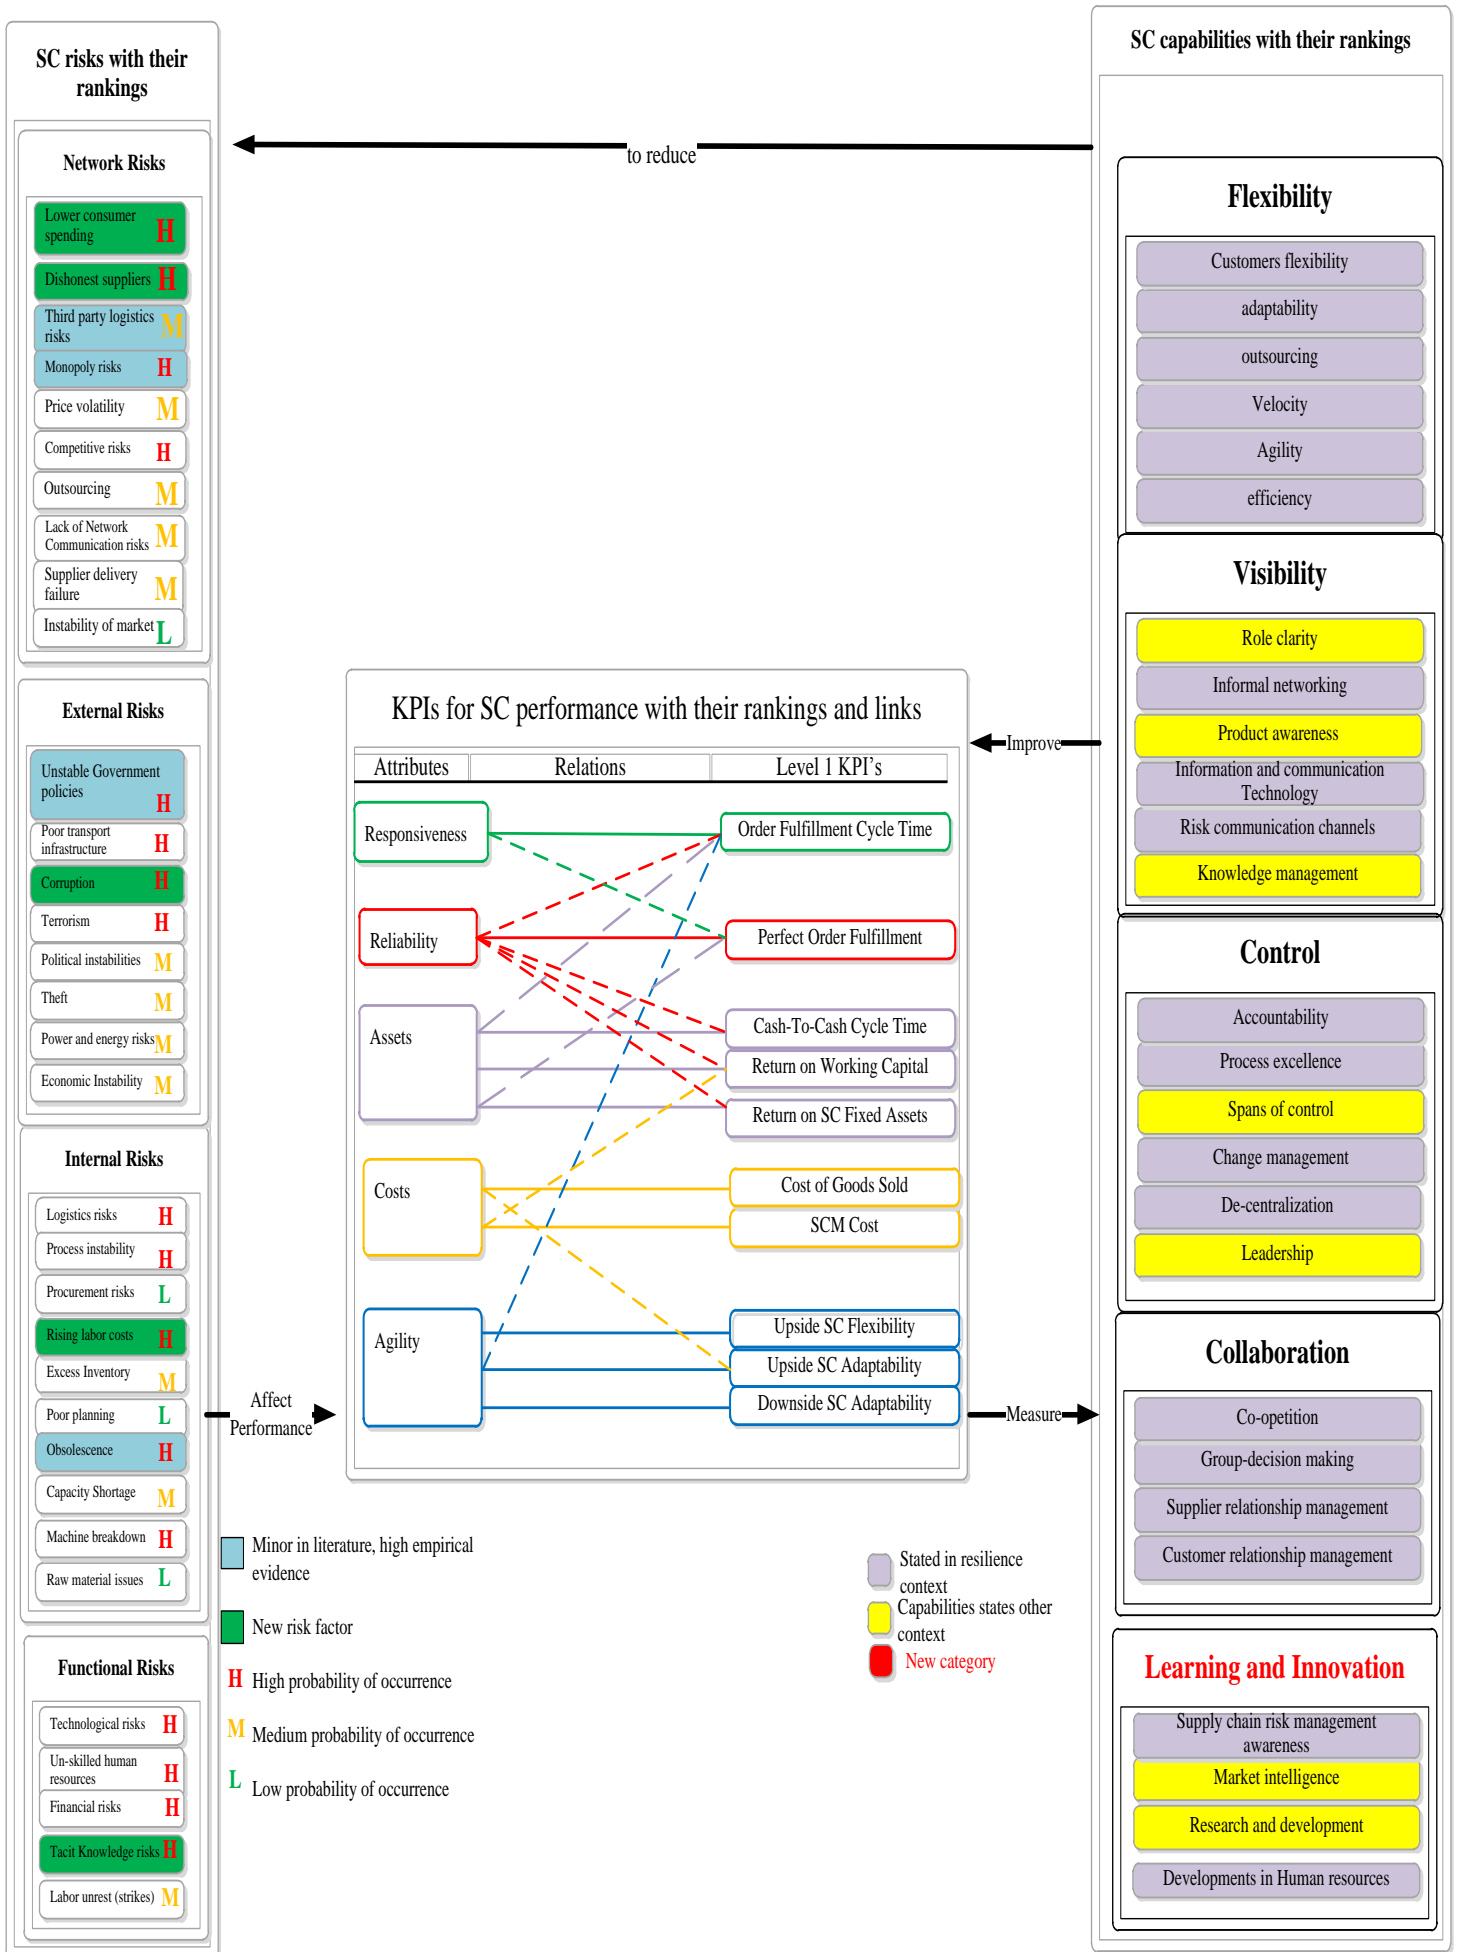 SC risks with their
rankings
Network Risks
Lower consumer
spending
H
Dishonest suppliers
H
Third party logistics
risks
M
Monopoly risks
H
Price volatility
M
Competitive risks
H
Outsourcing
M
Lack of Network
Communication risks
M
Supplier delivery
failure
M
Instability of market
L
External Risks
Unstable Government
policies
H
Poor transport
infrastructure
H
Corruption
H
Terrorism
H
Political instabilities
M
Theft
M
Power and energy risks
M
Economic Instability
M
Internal Risks
Logistics risks
H
Process instability
H
Procurement risks
L
Rising labor costs
H
Excess Inventory
M
Poor planning
L
Obsolescence
H
Capacity Shortage
M
Machine breakdown
H
Raw material issues
L
Functional Risks
Technological risks
H
Un-skilled human
resources
H
Financial risks
H
Tacit Knowledge risks
H
Labor unrest (strikes)
M
to reduce
Affect
Performance
KPIs for SC performance with their rankings and links
Attributes
Relations
Level 1 KPI's
Responsiveness
Reliability
Assets
Costs
Agility
Order Fulfillment Cycle Time
Perfect Order Fulfillment
Cash-To-Cash Cycle Time
Return on Working Capital
Return on SC Fixed Assets
Cost of Goods Sold
SCM Cost
Upside SC Flexibility
Upside SC Adaptability
Downside SC Adaptability
Improve
Measure
Minor in literature, high empirical
evidence
New risk factor
H High probability of occurrence
M Medium probability of occurrence
L Low probability of occurrence
Stated in resilience
context
Capabilities states other
context
New category
SC capabilities with their rankings
Flexibility
Customers flexibility
adaptability
outsourcing
Velocity
Agility
efficiency
Visibility
Role clarity
Informal networking
Product awareness
Information and communication
Technology
Risk communication channels
Knowledge management
Control
Accountability
Process excellence
Spans of control
Change management
De-centralization
Leadership
Collaboration
Co-opetition
Group-decision making
Supplier relationship management
Customer relationship management
Learning and Innovation
Supply chain risk management
awareness
Market intelligence
Research and development
Developments in Human resources